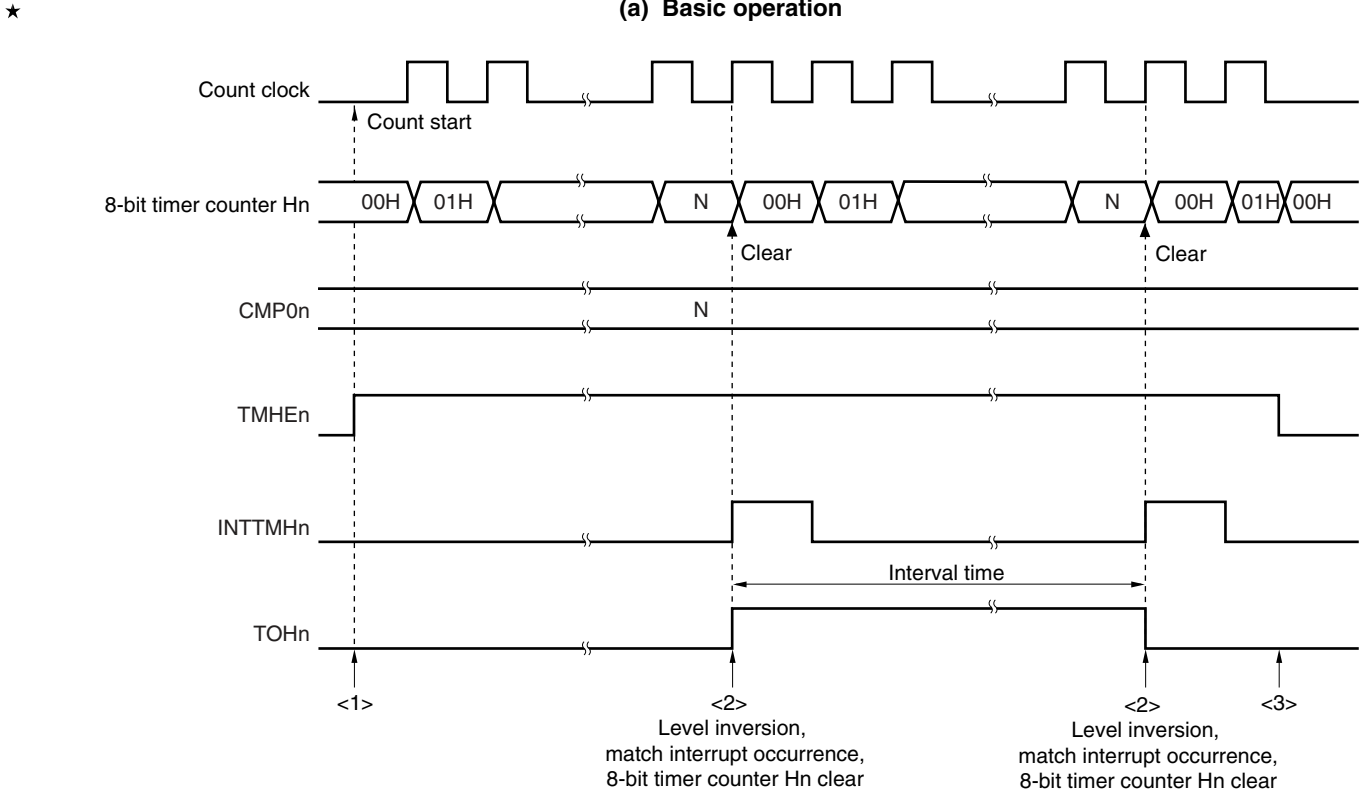 ★
(a) Basic operation
Count clock
Count start
8-bit timer counter Hn
00H 01H N 00H 01H N 00H 01H 00H
Clear Clear
CMP0n N
TMHEn
INTTMHn
Interval time
TOHn
<1> <2> <2> <3>
Level inversion,
match interrupt occurrence,
8-bit timer counter Hn clear
Level inversion,
match interrupt occurrence,
8-bit timer counter Hn clear